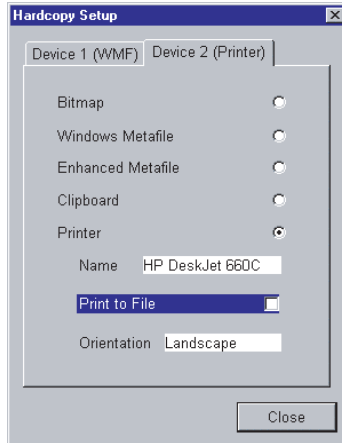 Hardcopy Setup
Device 1 (WMF) Device 2 (Printer)
Bitmap
Windows Metafile
Enhanced Metafile
Clipboard
Printer
Name HP DeskJet 660C
Print to File
Orientation Landscape
Close